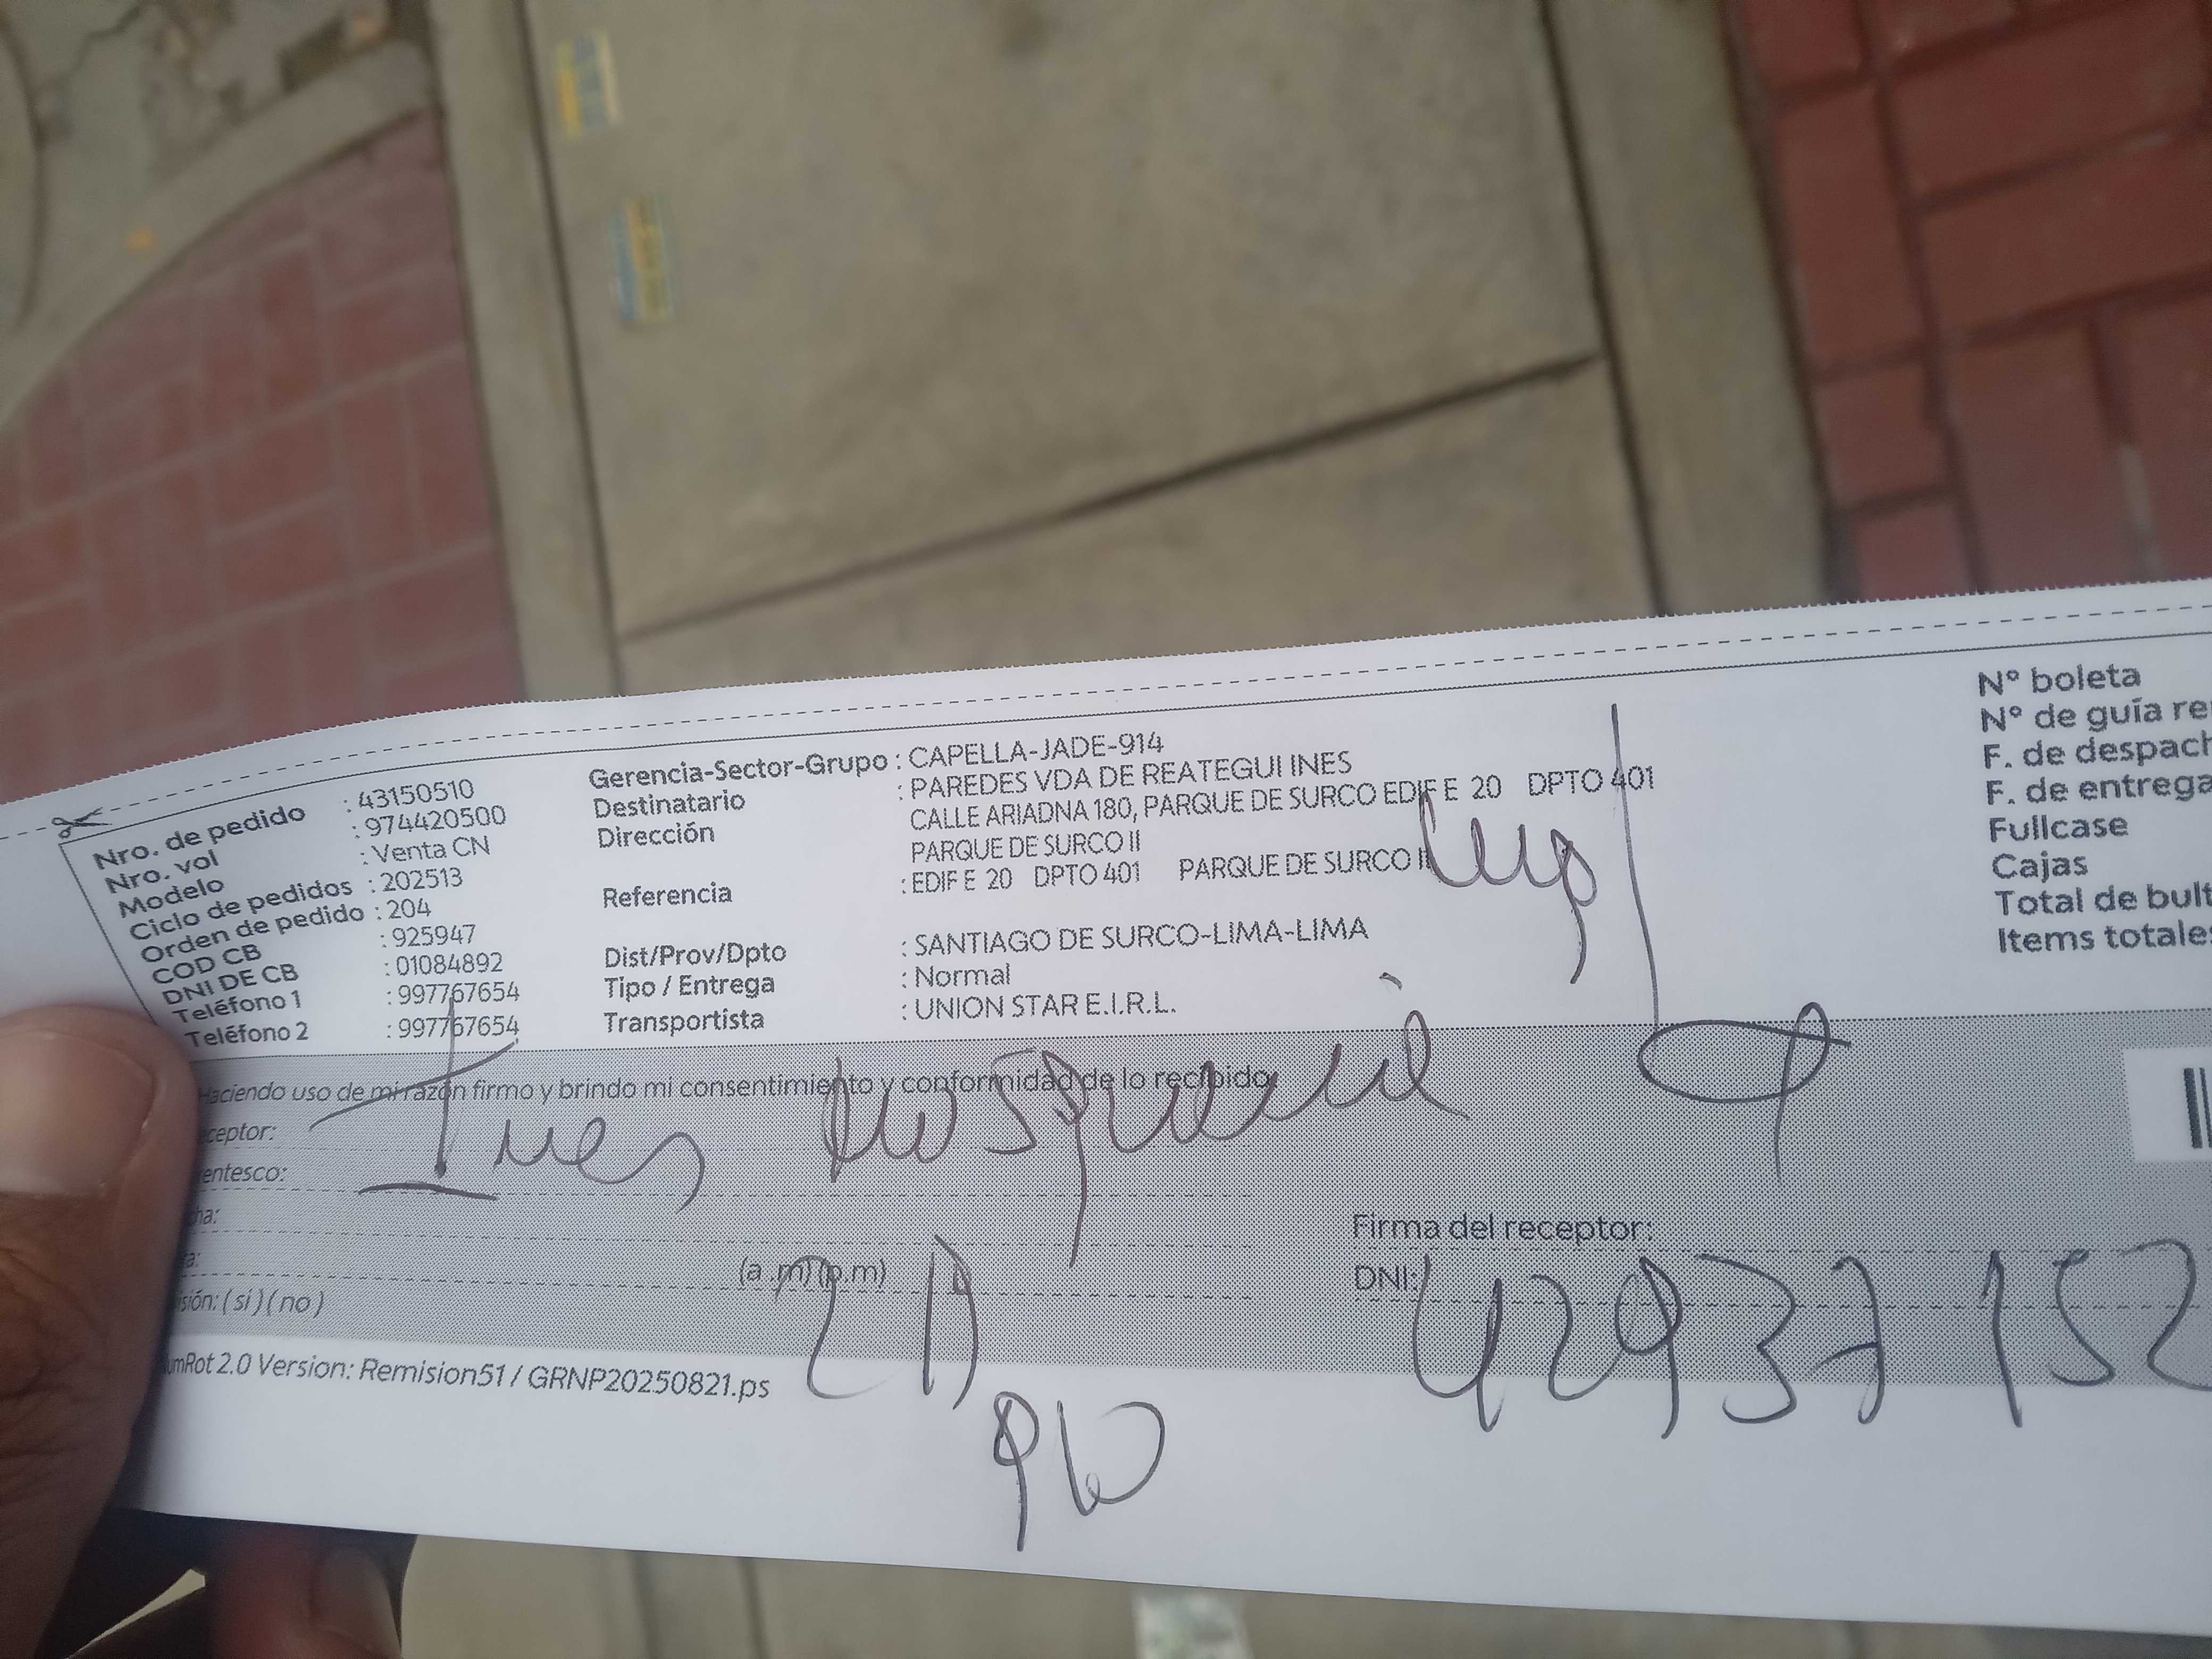 Nro. de pedido : 43150510
Nro. vol : 974420500
Modelo : Venta CN
Ciclo de pedidos : 202513
Orden de pedido : 204
COD CB : 925947
DNI DE CB : 01084892
Teléfono 1 : 997767654
Teléfono 2 : 997767654
Gerencia-Sector-Grupo : CAPELLA-JADE-914
Destinatario : PAREDES VDA DE REATEGUI INES
Dirección CALLE ARIADNA 180, PARQUE DE SURCO EDIF E 20 DPTO 401
PARQUE DE SURCO II
Referencia : EDIF E 20 DPTO 401 PARQUE DE SURCO II
Dist/Prov/Dpto : SANTIAGO DE SURCO-LIMA-LIMA
Tipo / Entrega : Normal
Transportista : UNION STAR E.I.R.L.
N° boleta
N° de guía re
F. de despach
F. de entrega
Fullcase
Cajas
Total de bult
Items totales
Haciendo uso de mi razón firmo y brindo mi consentimiento y conformidad de lo recibido
ceptor: Ines
entesco:
ha:
a: (a.m)(p.m)
isión: ( si ) ( no )
Firma del receptor:
DNI: 42937152
umRot 2.0 Version: Remision51 / GRNP20250821.ps